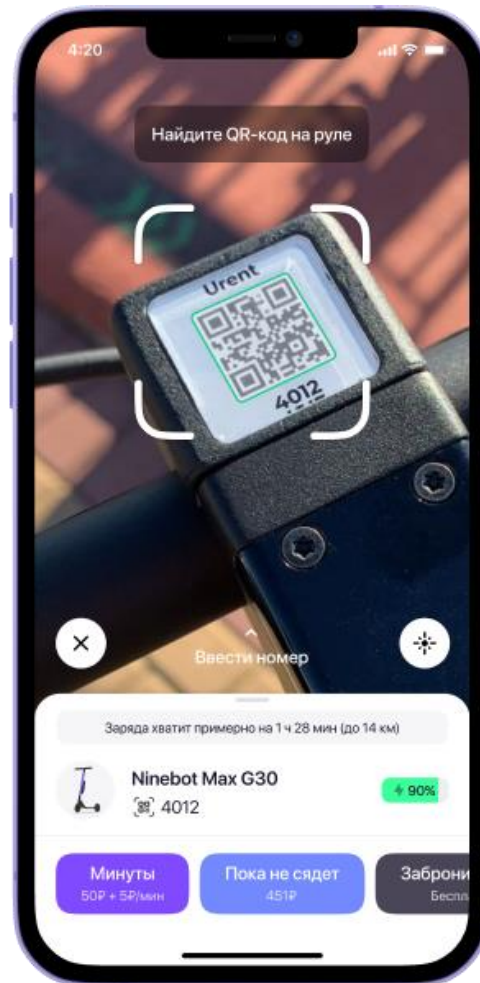 4:20
Найдите QR-код на руле
Urent
4012
Ввести номер
Заряда хватит примерно на 1 ч 28 мин (до 14 км)
Ninebot Max G30
4012
90%
Минуты
50₽ + 5₽/мин
Пока не сядет
451₽
Заброни
Беспл